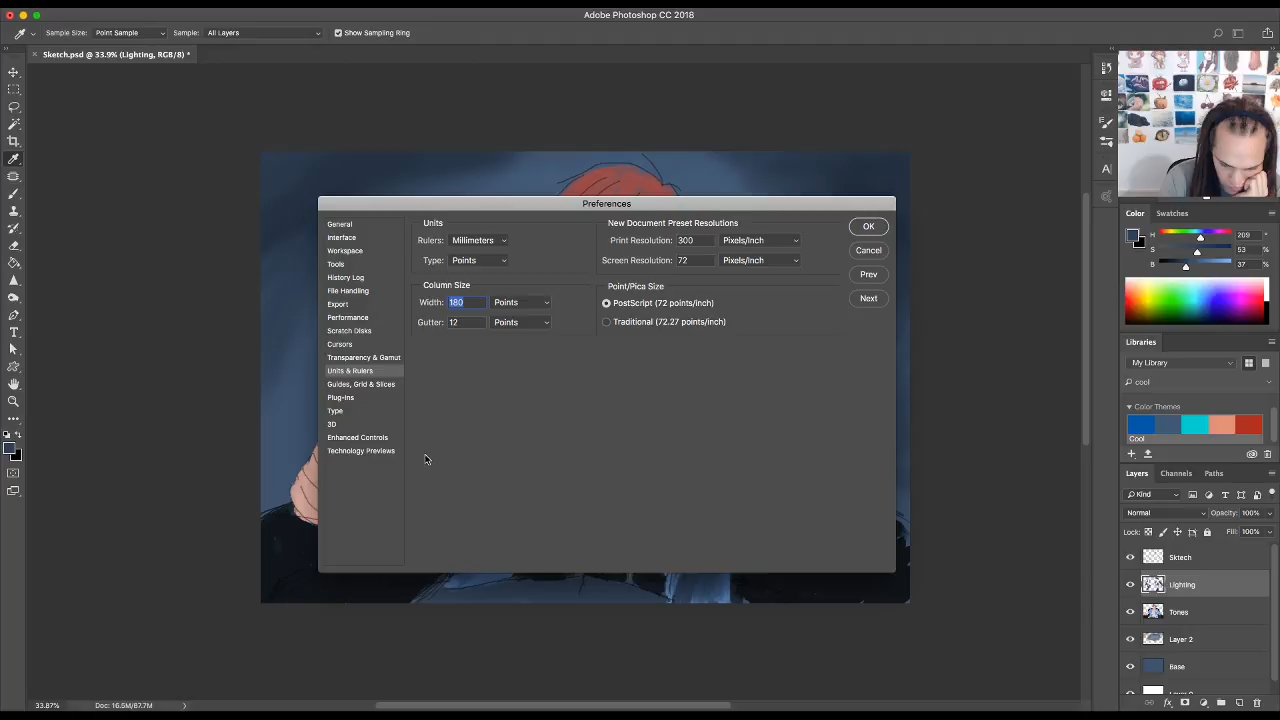 Adobe Photoshop CC 2018
Sample Size: Point Sample Sample: All Layers Show Sampling Ring
× Sketch.psd @ 33.9% (Lighting, RGB/8) *
Preferences
General
Interface
Workspace
Tools
History Log
File Handling
Export
Performance
Scratch Disks
Cursors
Transparency & Gamut
Units & Rulers
Guides, Grid & Slices
Plug-Ins
Type
3D
Enhanced Controls
Technology Previews
Units
Rulers: Millimeters
Type: Points
Column Size
Width: 180 Points
Gutter: 12 Points
New Document Preset Resolutions
Print Resolution: 300 Pixels/Inch
Screen Resolution: 72 Pixels/Inch
Point/Pica Size
PostScript (72 points/inch)
Traditional (72.27 points/inch)
OK
Cancel
Prev
Next
Color Swatches
H 209 °
S 53 %
B 37 %
Libraries
My Library
cool
Color Themes
Cool
Layers Channels Paths
Kind
Normal Opacity: 100%
Lock: Fill: 100%
Sktech
Lighting
Tones
Layer 2
Base
33.87% Doc: 16.5M/87.7M